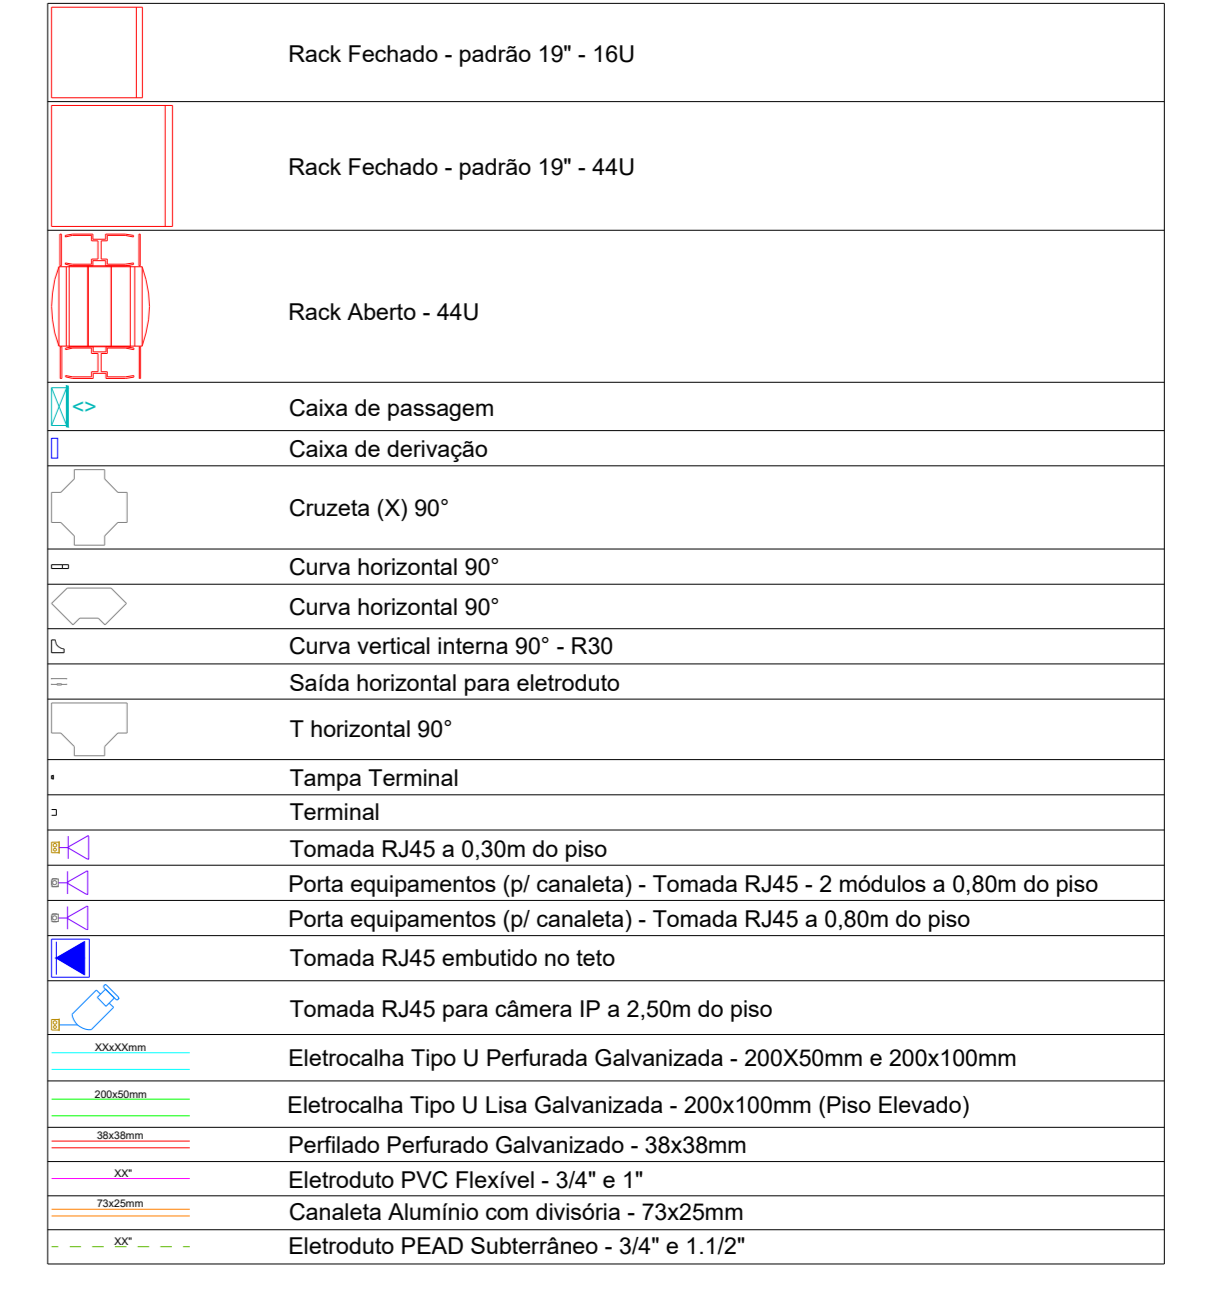 Rack Fechado - padrão 19" - 16U
Rack Fechado - padrão 19" - 44U
Rack Aberto - 44U
<> Caixa de passagem
Caixa de derivação
Cruzeta (X) 90°
Curva horizontal 90°
Curva horizontal 90°
Curva vertical interna 90° - R30
Saída horizontal para eletroduto
T horizontal 90°
Tampa Terminal
Terminal
Tomada RJ45 a 0,30m do piso
Porta equipamentos (p/ canaleta) - Tomada RJ45 - 2 módulos a 0,80m do piso
Porta equipamentos (p/ canaleta) - Tomada RJ45 a 0,80m do piso
Tomada RJ45 embutido no teto
Tomada RJ45 para câmera IP a 2,50m do piso
XXxXXmm
Eletrocalha Tipo U Perfurada Galvanizada - 200X50mm e 200x100mm
200x50mm
Eletrocalha Tipo U Lisa Galvanizada - 200x100mm (Piso Elevado)
38x38mm
Perfilado Perfurado Galvanizado - 38x38mm
XX"
Eletroduto PVC Flexível - 3/4" e 1"
73x25mm
Canaleta Alumínio com divisória - 73x25mm
XX"
Eletroduto PEAD Subterrâneo - 3/4" e 1.1/2"